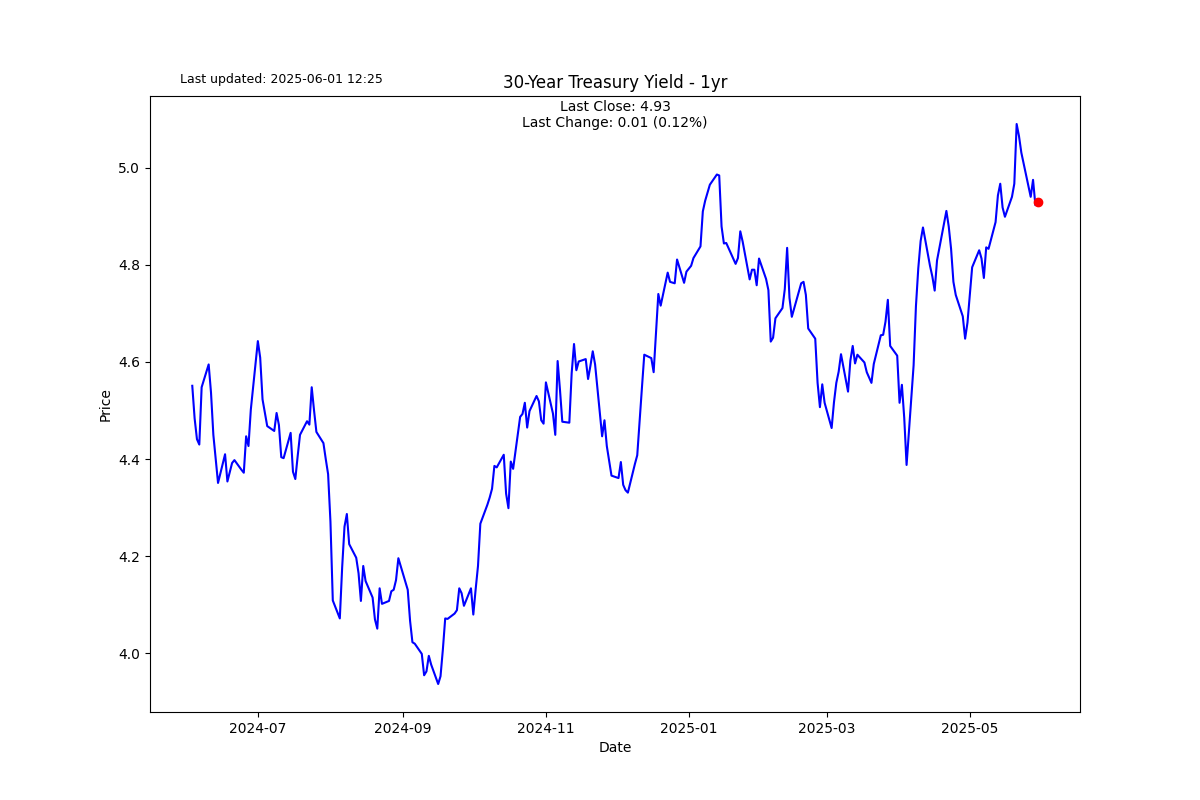 Last updated: 2025-06-01 12:25
30-Year Treasury Yield - 1yr
Last Close: 4.93
Last Change: 0.01 (0.12%)
Price
5.0
4.8
4.6
4.4
4.2
4.0
2024-07
2024-09
2024-11
2025-01
2025-03
2025-05
Date